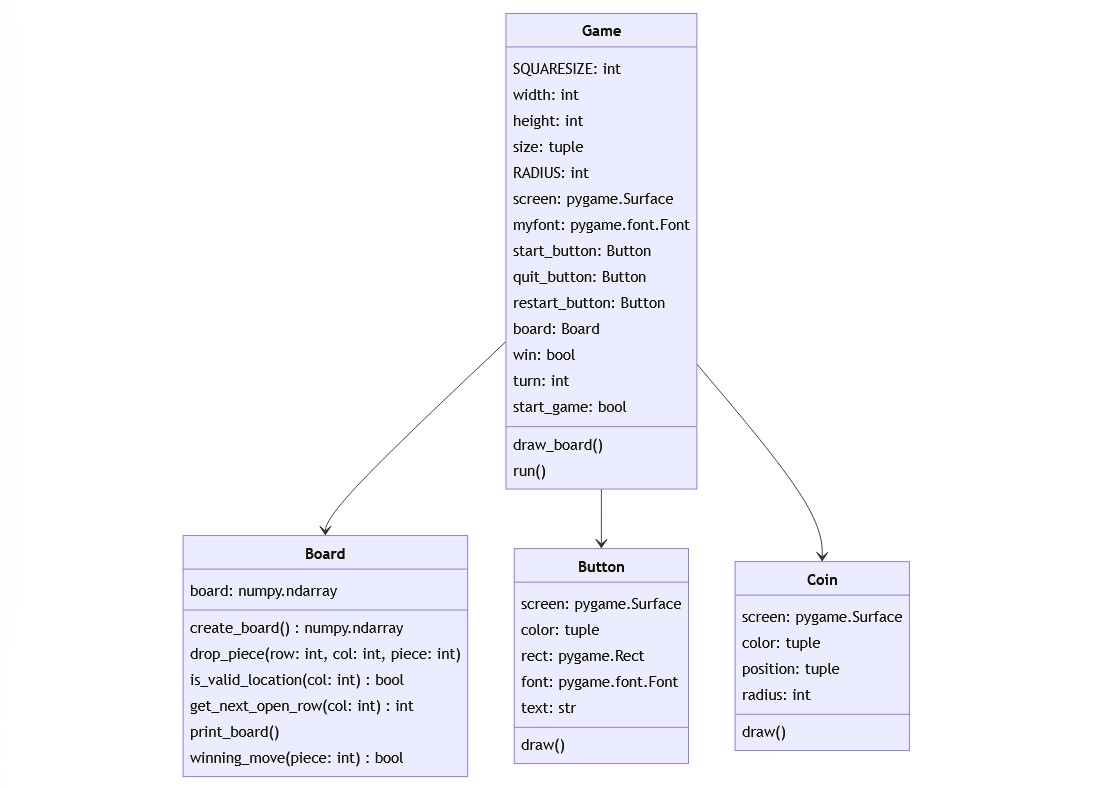 Game
SQUARESIZE: int
width: int
height: int
size: tuple
RADIUS: int
screen: pygame.Surface
myfont: pygame.font.Font
start_button: Button
quit_button: Button
restart_button: Button
board: Board
win: bool
turn: int
start_game: bool
draw_board()
run()
Board
board: numpy.ndarray
create_board() : numpy.ndarray
drop_piece(row: int, col: int, piece: int)
is_valid_location(col: int) : bool
get_next_open_row(col: int) : int
print_board()
winning_move(piece: int) : bool
Button
screen: pygame.Surface
color: tuple
rect: pygame.Rect
font: pygame.font.Font
text: str
draw()
Coin
screen: pygame.Surface
color: tuple
position: tuple
radius: int
draw()